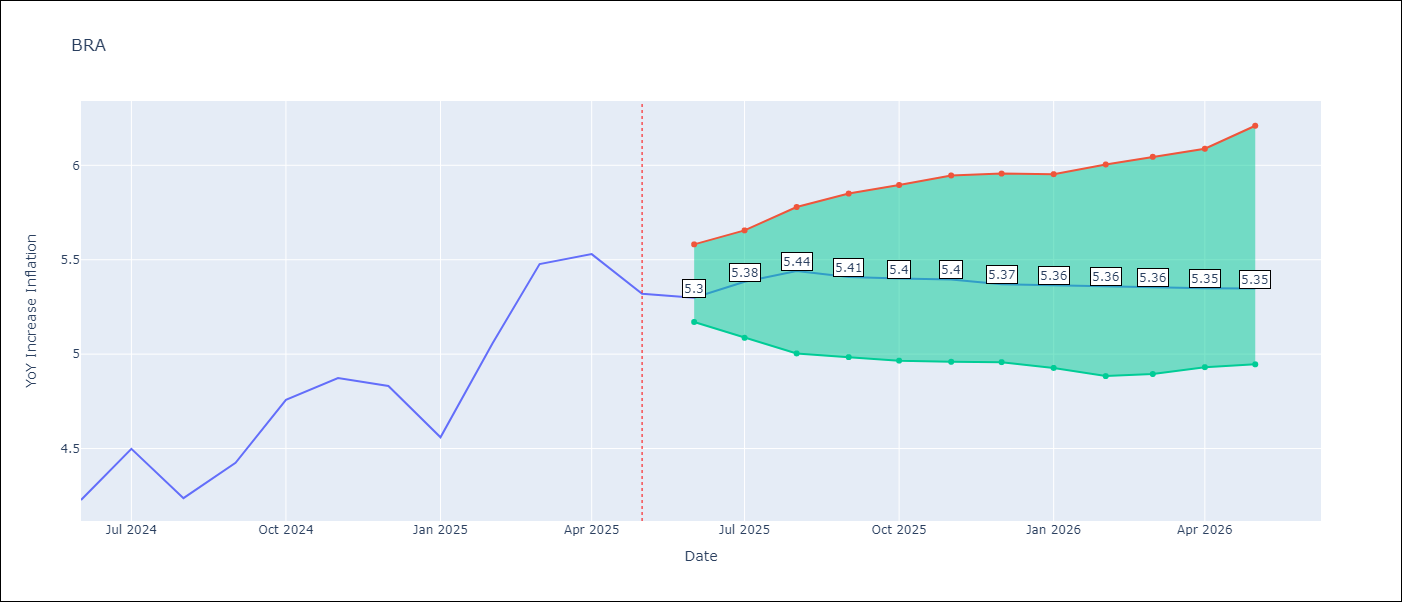 BRA
YoY Increase Inflation
6
5.5
5
4.5
5.3
5.38
5.44
5.41
5.4
5.4
5.37
5.36
5.36
5.36
5.35
5.35
Jul 2024
Oct 2024
Jan 2025
Apr 2025
Jul 2025
Oct 2025
Jan 2026
Apr 2026
Date